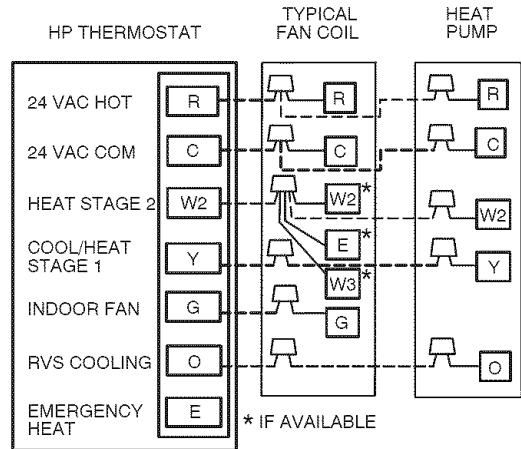 HP THERMOSTAT
TYPICAL
FAN COIL
HEAT
PUMP
24 VAC HOT
R
R
R
24 VAC COM
C
C
C
HEAT STAGE 2
W2
W2*
W2
E*
COOL/HEAT
STAGE 1
Y
Y
W3*
INDOOR FAN
G
G
RVS COOLING
O
O
EMERGENCY
HEAT
E
* IF AVAILABLE